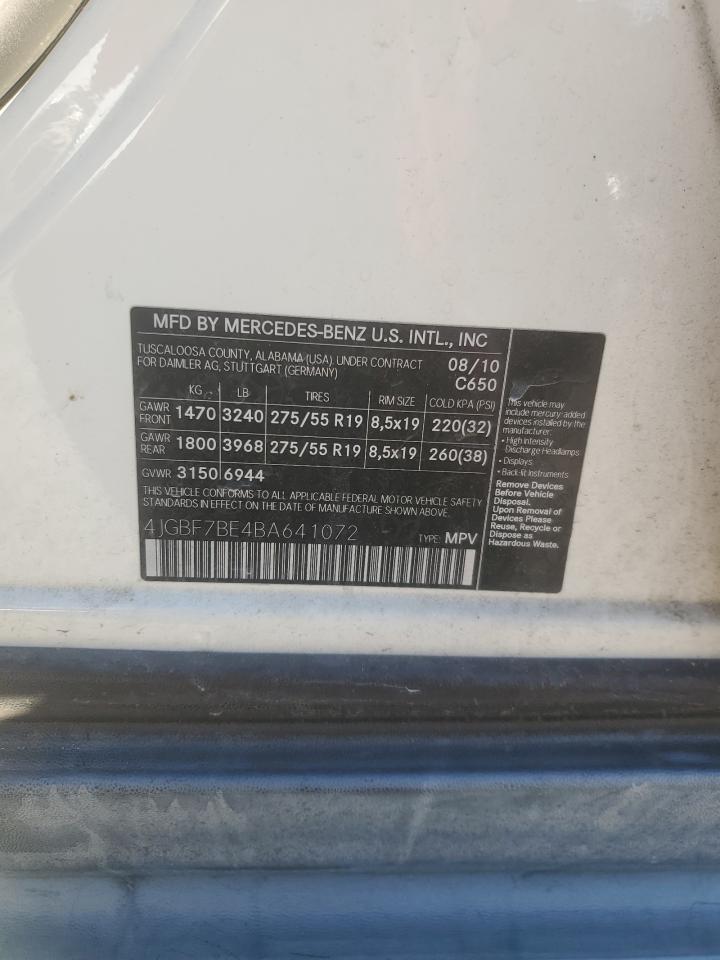 MFD BY MERCEDES-BENZ U.S. INTL., INC
TUSCALOOSA COUNTY, ALABAMA (USA). UNDER CONTRACT
FOR DAIMLER AG, STUTTGART (GERMANY)
08/10
C650
KG LB TIRES RIM SIZE COLD KPA (PSI)
GAWR FRONT 1470 3240 275/55 R19 8,5x19 220(32)
GAWR REAR 1800 3968 275/55 R19 8,5x19 260(38)
GVWR 3150 6944
THIS VEHICLE CONFORMS TO ALL APPLICABLE FEDERAL MOTOR VEHICLE SAFETY
STANDARDS IN EFFECT ON THE DATE OF MANUFACTURE SHOWN ABOVE.
4JGBF7BE4BA641072
TYPE: MPV
This vehicle may
include mercury added
devices installed by the
manufacturer:
• High Intensity
Discharge Headlamps
• Displays
• Back-lit Instruments
Remove Devices
Before Vehicle
Disposal.
Upon Removal of
Devices Please
Reuse, Recycle or
Dispose as
Hazardous Waste.